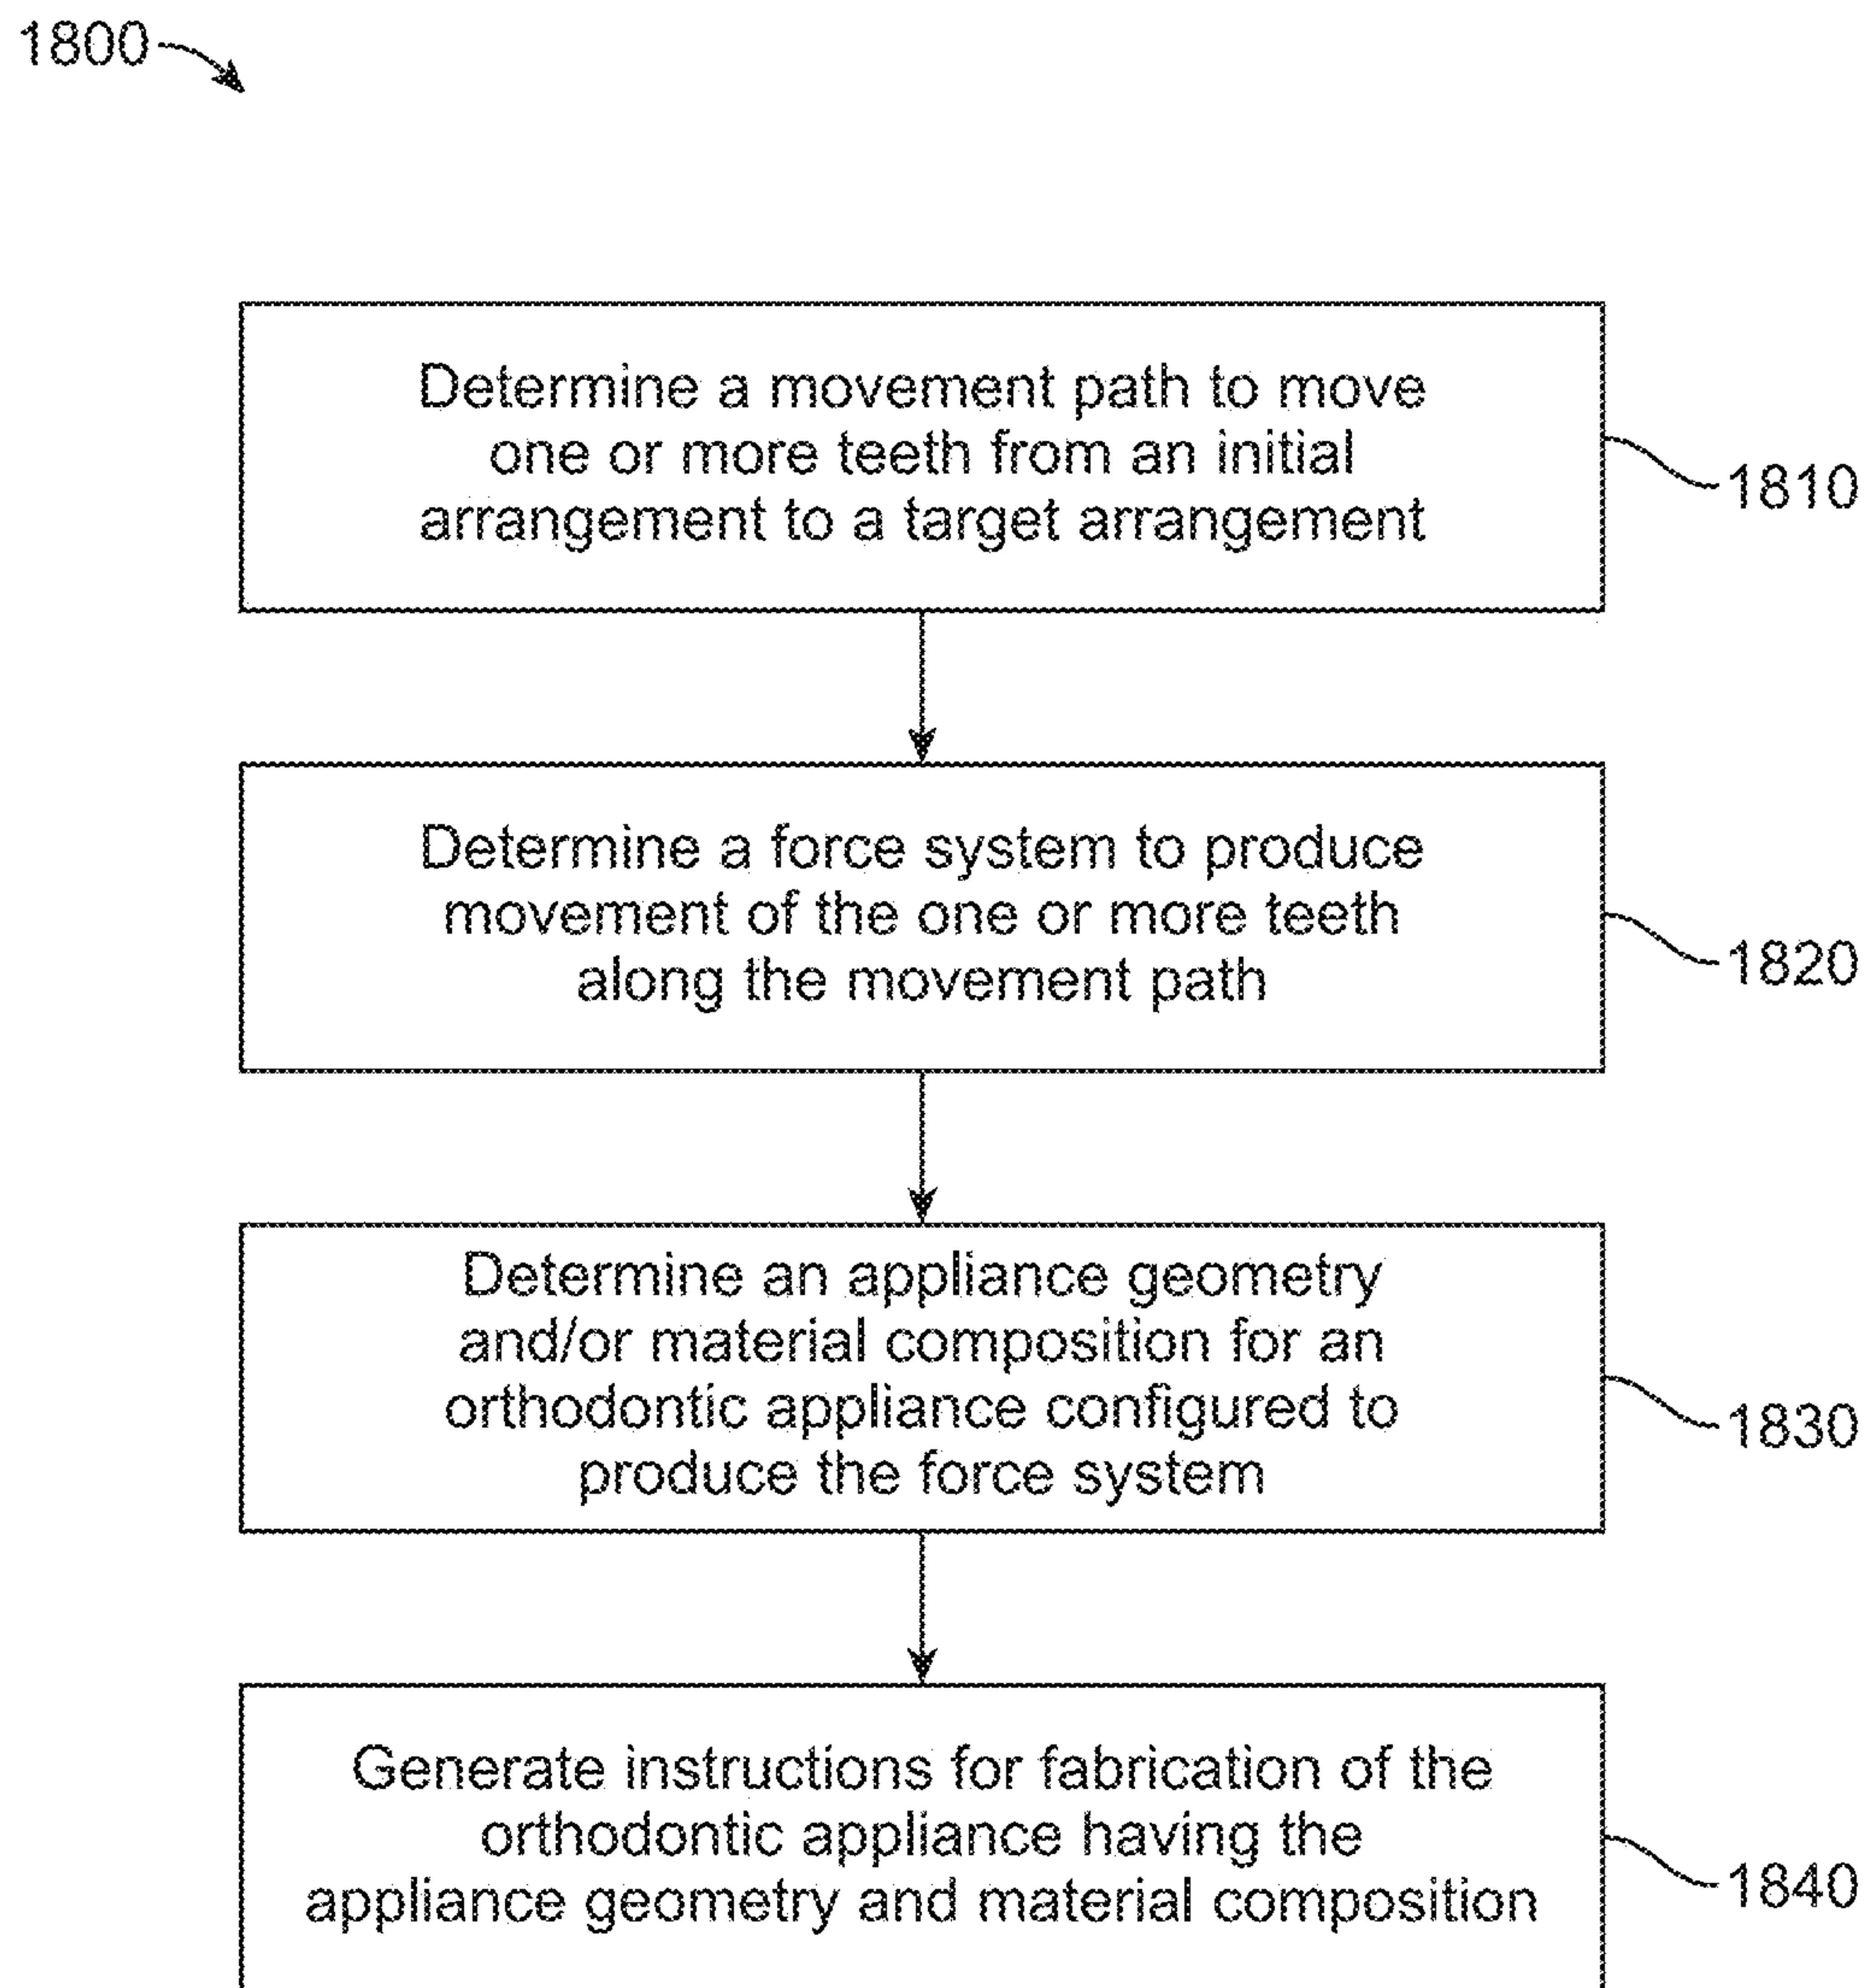 1800
Determine a movement path to move
one or more teeth from an initial
arrangement to a target arrangement
1810
Determine a force system to produce
movement of the one or more teeth
along the movement path
1820
Determine an appliance geometry
and/or material composition for an
orthodontic appliance configured to
produce the force system
1830
Generate instructions for fabrication of the
orthodontic appliance having the
appliance geometry and material composition
1840